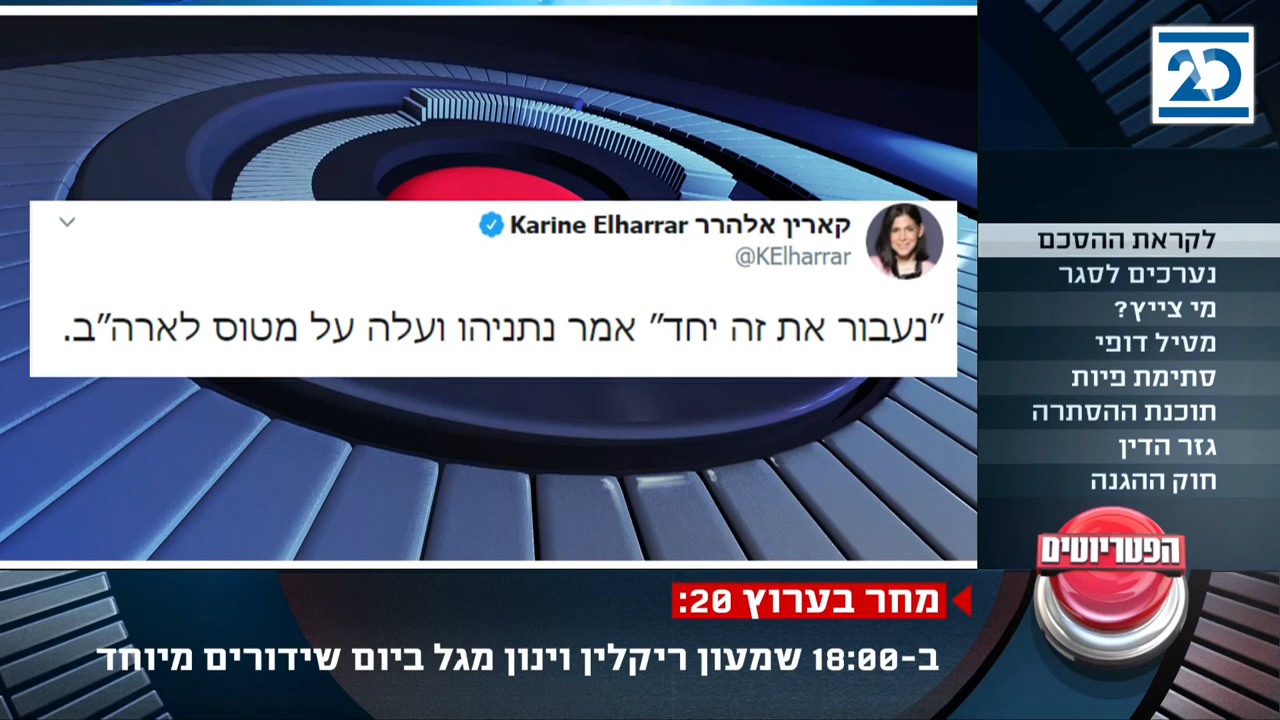 20
קארין אלהרר Karine Elharrar
@KElharrar
"נעבור את זה יחד" אמר נתניהו ועלה על מטוס לארה"ב.
לקראת ההסכם
נערכים לסגר
מי צייץ?
מטיל דופי
סתימת פיות
תוכנת ההסתרה
גזר הדין
חוק ההגנה
הפטריוטים
מחר בערוץ 20:
ב-18:00 שמעון ריקלין וינון מגל ביום שידורים מיוחד